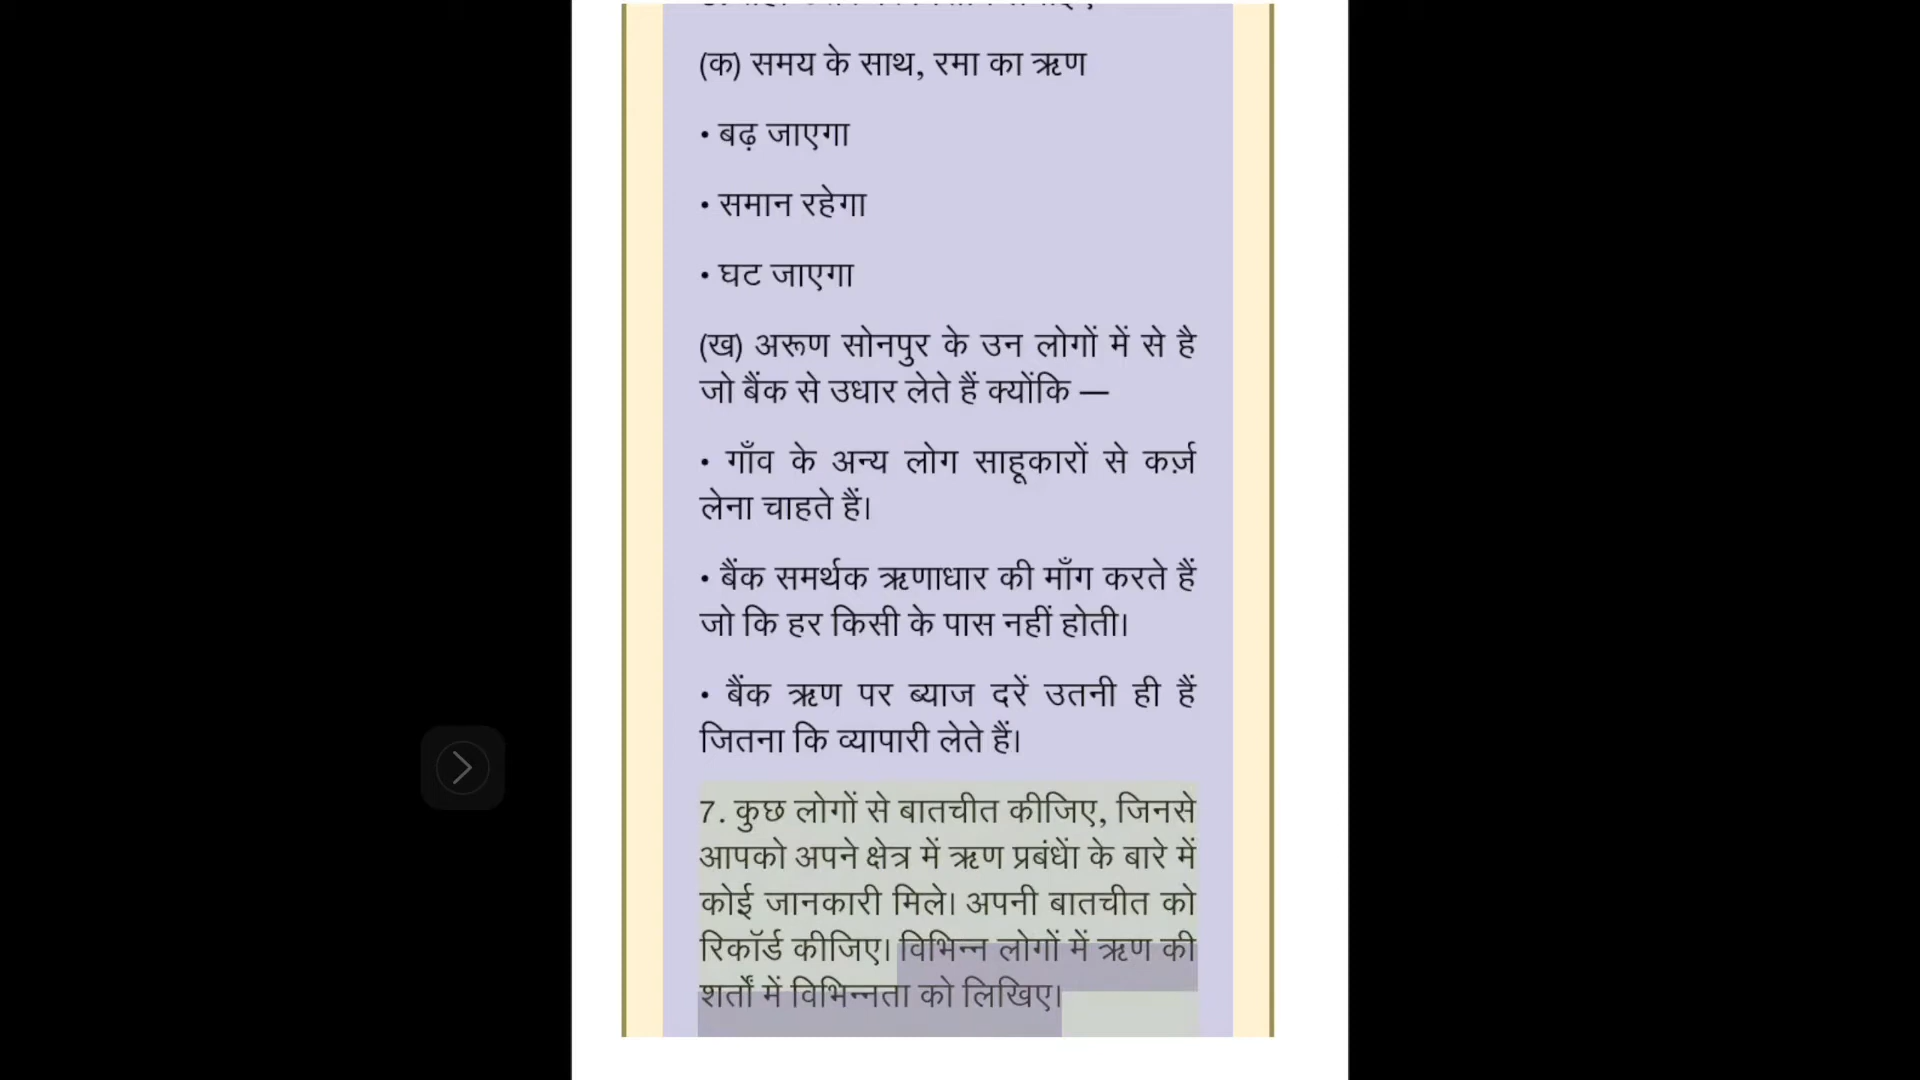 (क) समय के साथ, रमा का ऋण
• बढ़ जाएगा
• समान रहेगा
• घट जाएगा
(ख) अरूण सोनपुर के उन लोगों में से है
जो बैंक से उधार लेते हैं क्योंकि —
• गाँव के अन्य लोग साहूकारों से कर्ज़
लेना चाहते हैं।
• बैंक समर्थक ऋणाधार की माँग करते हैं
जो कि हर किसी के पास नहीं होती।
• बैंक ऋण पर ब्याज दरें उतनी ही हैं
जितना कि व्यापारी लेते हैं।
7. कुछ लोगों से बातचीत कीजिए, जिनसे
आपको अपने क्षेत्र में ऋण प्रबंधेां के बारे में
कोई जानकारी मिले। अपनी बातचीत को
रिकॉर्ड कीजिए। विभिन्न लोगों में ऋण की
शर्तों में विभिन्नता को लिखिए।